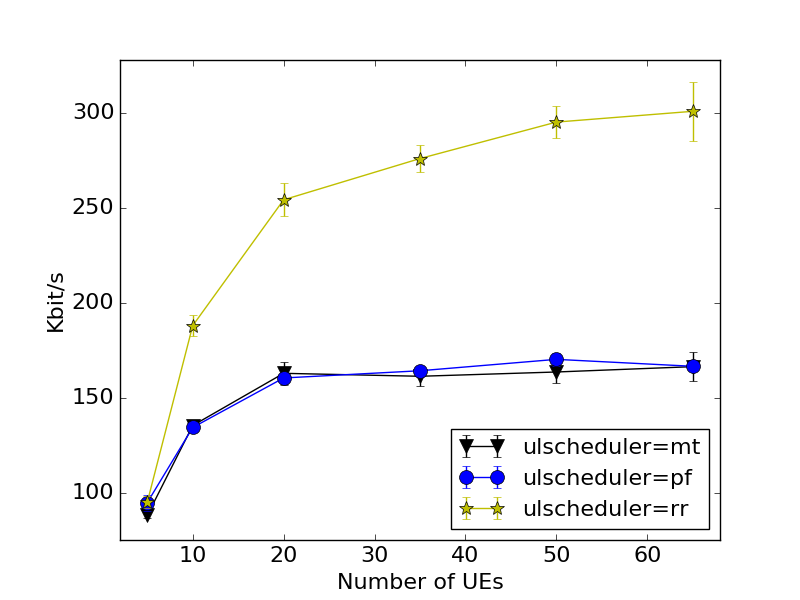 300
250
200
150
100
Kbit/s
ulscheduler=mt
ulscheduler=pf
ulscheduler=rr
10 20 30 40 50 60
Number of UEs